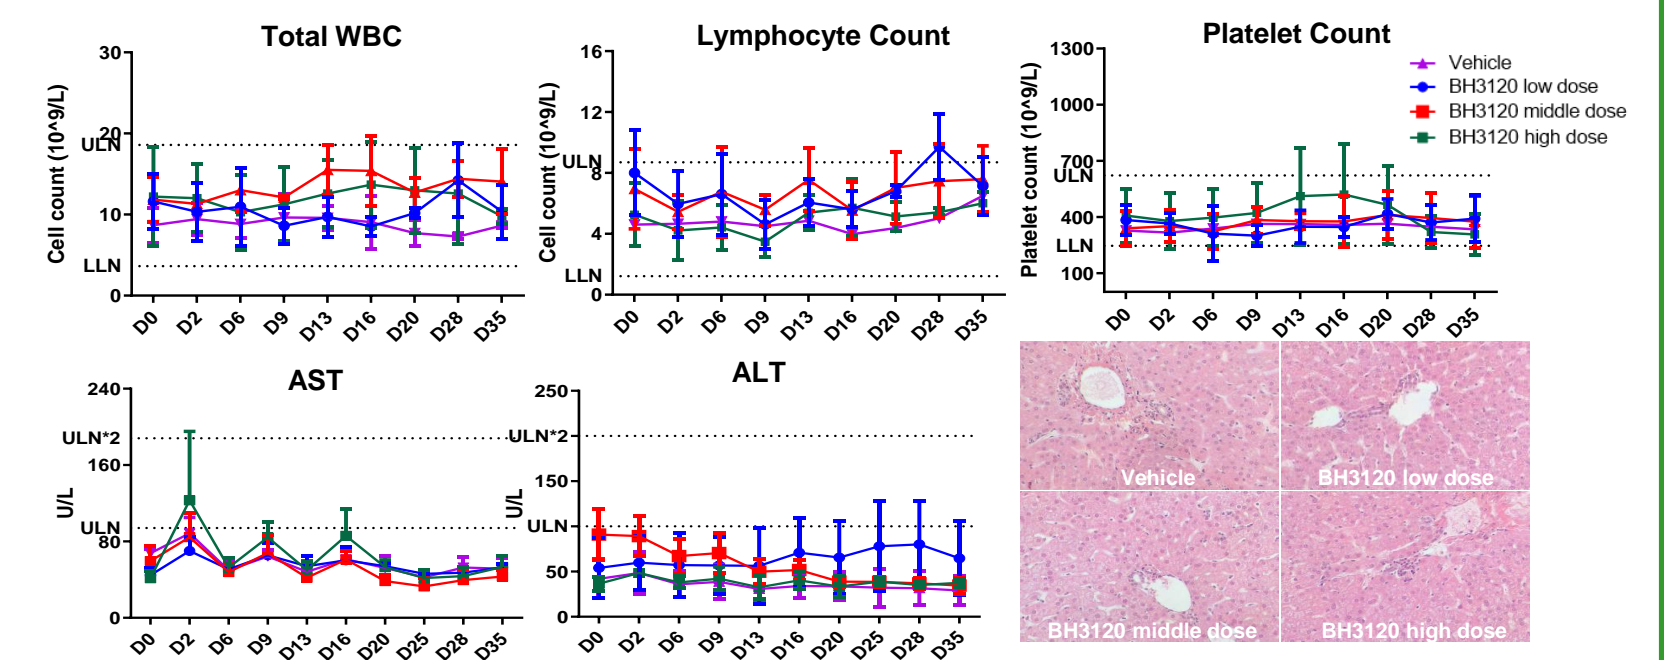 Total WBC
Cell count (10^9/L)
30
20
ULN
10
LLN
0
D0 D2 D6 D9 D13 D16 D20 D28 D35
Lymphocyte Count
Cell count (10^9/L)
16
12
ULN
8
4
LLN
0
D0 D2 D6 D9 D13 D16 D20 D28 D35
Platelet Count
Platelet count (10^9/L)
1300
1000
700
ULN
400
LLN
100
D0 D2 D6 D9 D13 D16 D20 D28 D35
Vehicle
BH3120 low dose
BH3120 middle dose
BH3120 high dose
AST
U/L
240
ULN*2
160
ULN
80
0
D0 D2 D6 D9 D13 D16 D20 D25 D28 D35
ALT
U/L
250
ULN*2
150
ULN
50
0
D0 D2 D6 D9 D13 D16 D20 D25 D28 D35
Vehicle
BH3120 low dose
BH3120 middle dose
BH3120 high dose